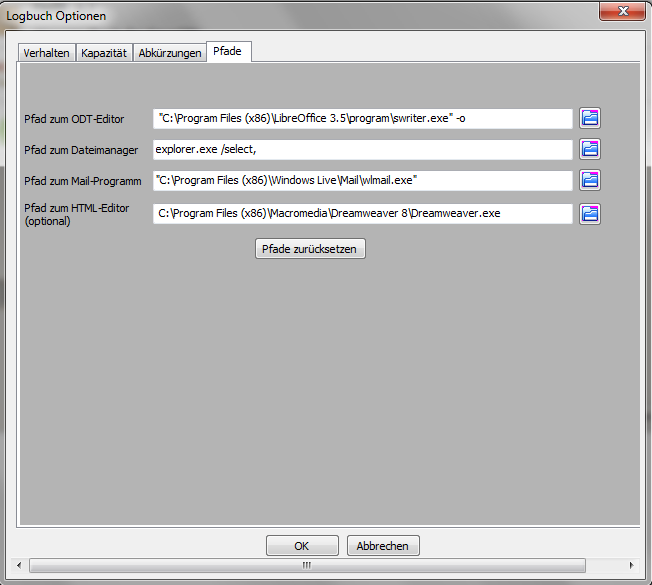 Logbuch Optionen
Verhalten Kapazität Abkürzungen Pfade
Pfad zum ODT-Editor "C:\Program Files (x86)\LibreOffice 3.5\program\swriter.exe" -o
Pfad zum Dateimanager explorer.exe /select,
Pfad zum Mail-Programm "C:\Program Files (x86)\Windows Live\Mail\wlmail.exe"
Pfad zum HTML-Editor C:\Program Files (x86)\Macromedia\Dreamweaver 8\Dreamweaver.exe
(optional)
Pfade zurücksetzen
OK Abbrechen